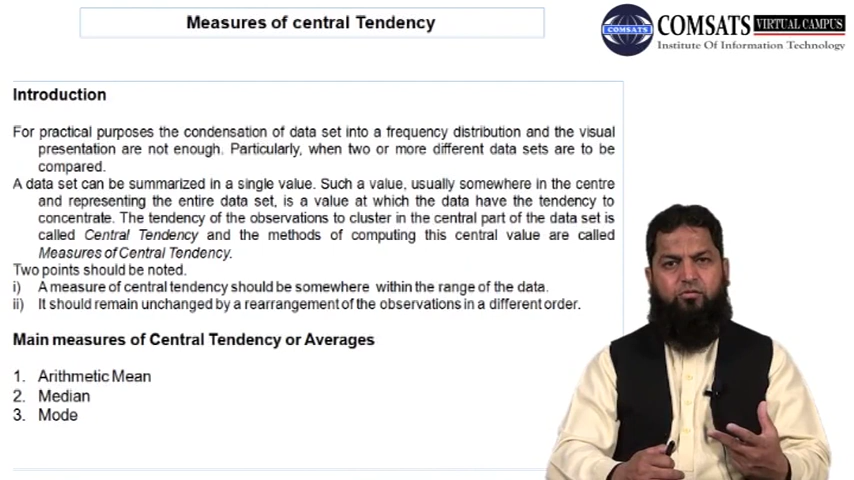 Measures of central Tendency
COMSATS
COMSATS VIRTUAL CAMPUS
Institute Of Information Technology
Introduction
For practical purposes the condensation of data set into a frequency distribution and the visual
presentation are not enough. Particularly, when two or more different data sets are to be
compared.
A data set can be summarized in a single value. Such a value, usually somewhere in the centre
and representing the entire data set, is a value at which the data have the tendency to
concentrate. The tendency of the observations to cluster in the central part of the data set is
called Central Tendency and the methods of computing this central value are called
Measures of Central Tendency.
Two points should be noted.
i) A measure of central tendency should be somewhere within the range of the data.
ii) It should remain unchanged by a rearrangement of the observations in a different order.
Main measures of Central Tendency or Averages
1. Arithmetic Mean
2. Median
3. Mode